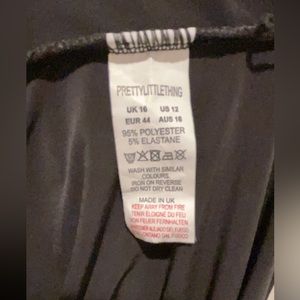 PRETTYLITTLETHING
UK 16 US 12
EUR 44 AUS 16
95% POLYESTER
5% ELASTANE
WASH WITH SIMILAR
COLOURS,
IRON ON REVERSE
DO NOT DRY CLEAN
MADE IN UK
KEEP AWAY FROM FIRE
TENIR ÉLOIGNÉ DU FEU
VON FEUER FERNHALTEN